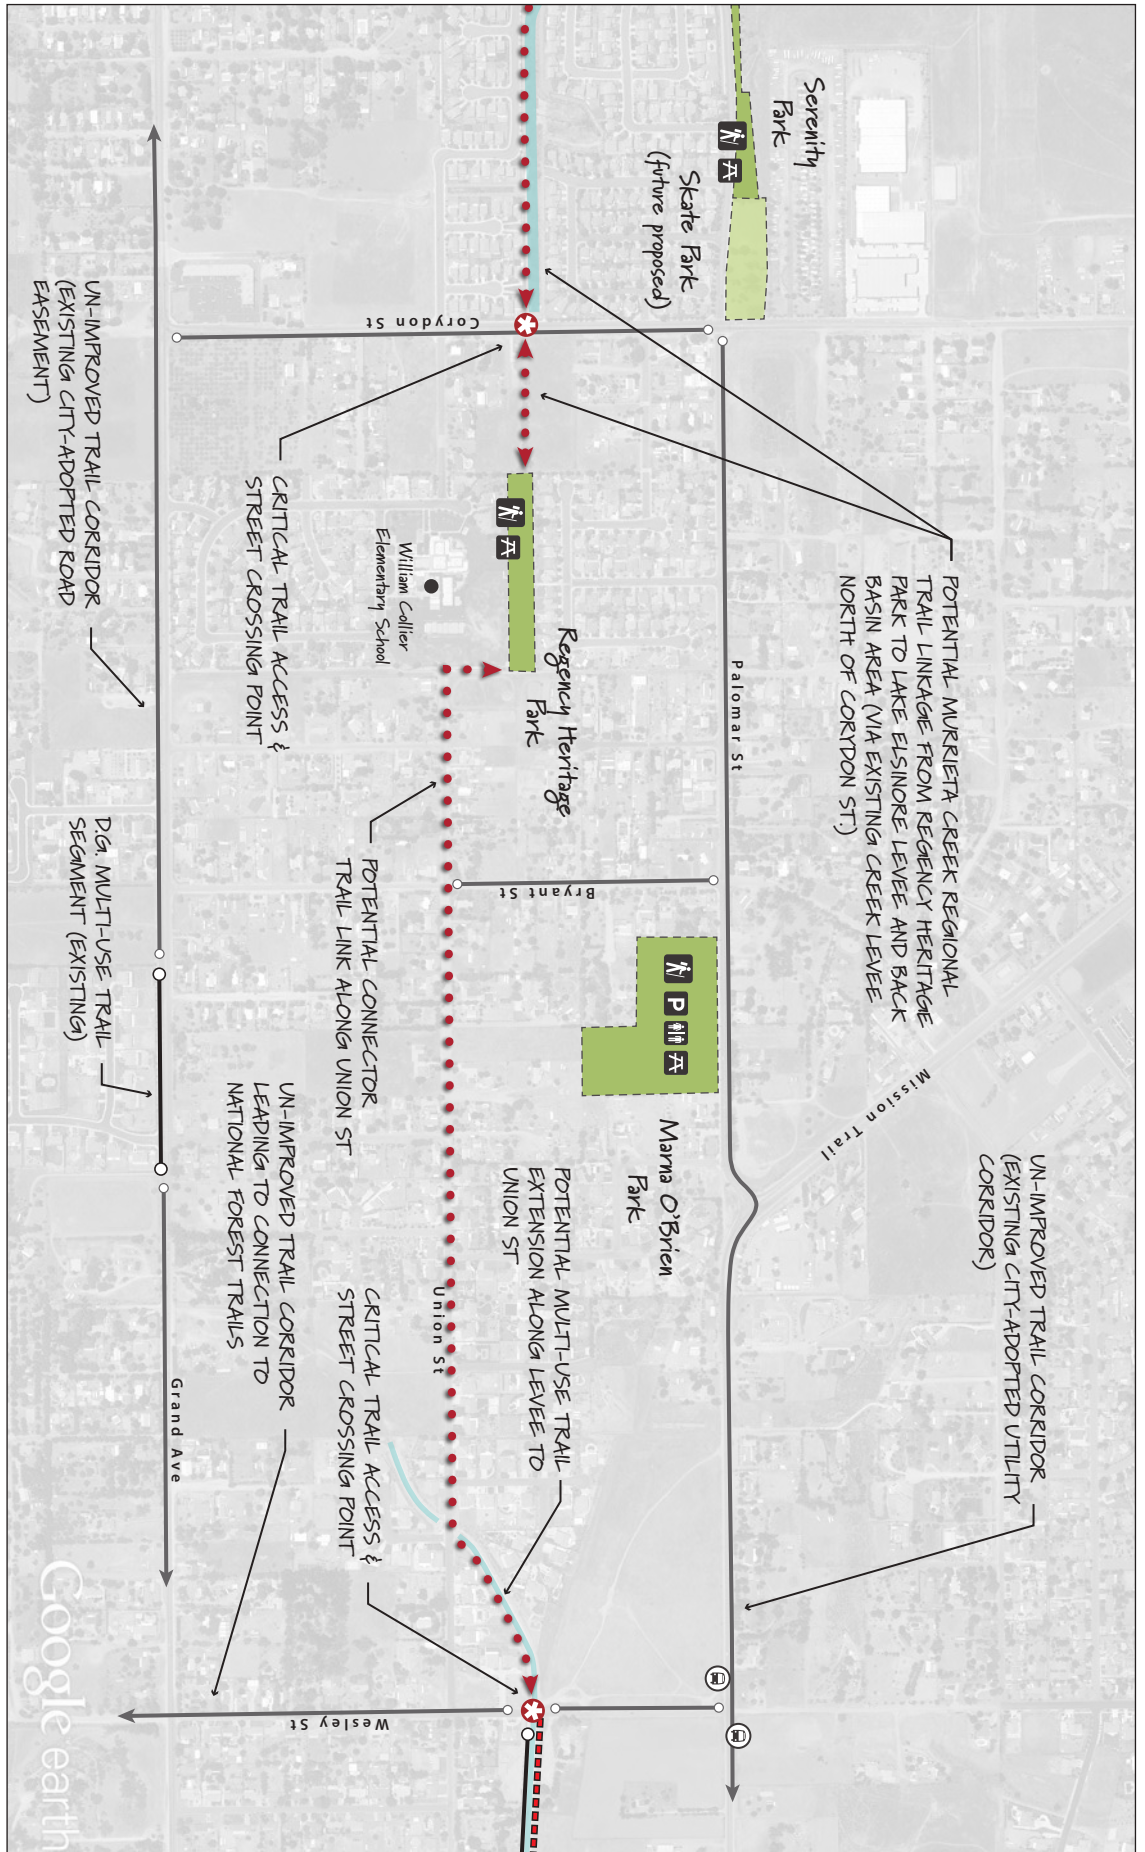 Serenity
Park
Skate Park
(future proposed)
Corydon St
UN-IMPROVED TRAIL CORRIDOR
(EXISTING CITY-ADOPTED ROAD
EASEMENT)
CRITICAL TRAIL ACCESS &
STREET CROSSING POINT
William Collier
Elementary School
Regency Heritage
Park
POTENTIAL MURRIETA CREEK REGIONAL
TRAIL LINKAGE FROM REGENCY HERITAGE
PARK TO LAKE ELSINORE LEVEE AND BACK
BASIN AREA (VIA EXISTING CREEK LEVEE
NORTH OF CORYDON ST.)
Palomar St
POTENTIAL CONNECTOR
TRAIL LINK ALONG UNION ST
Bryant St
D.G. MULTI-USE TRAIL
SEGMENT (EXISTING)
P
Marna O'Brien
Park
Mission Trail
UN-IMPROVED TRAIL CORRIDOR
(EXISTING CITY-ADOPTED UTILITY
CORRIDOR)
POTENTIAL MULTI-USE TRAIL
EXTENSION ALONG LEVEE TO
UNION ST
Union St
CRITICAL TRAIL ACCESS &
STREET CROSSING POINT
UN-IMPROVED TRAIL CORRIDOR
LEADING TO CONNECTION TO
NATIONAL FOREST TRAILS
Grand Ave
Wesley St
Google earth